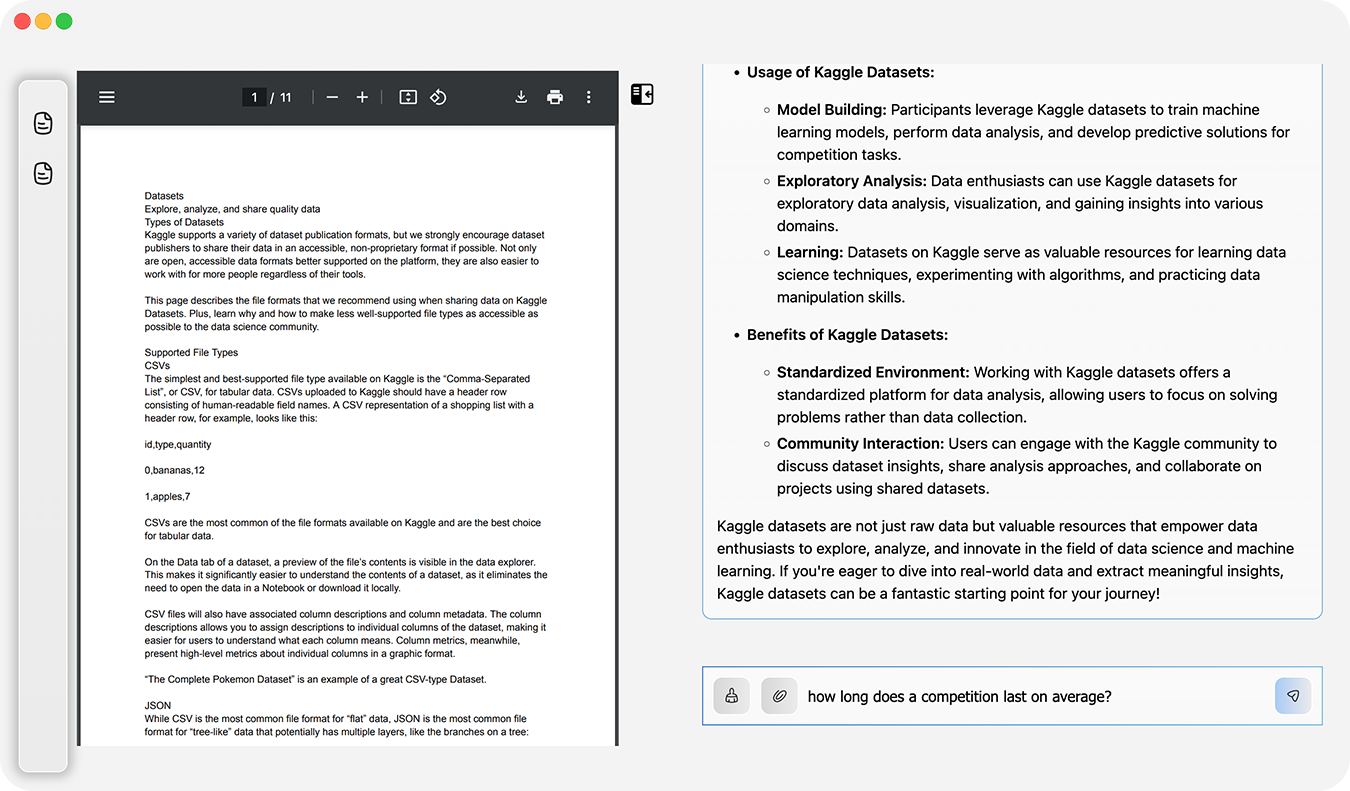 1 / 11
Datasets
Explore, analyze, and share quality data
Types of Datasets
Kaggle supports a variety of dataset publication formats, but we strongly encourage dataset
publishers to share their data in an accessible, non-proprietary format if possible. Not only
are open, accessible data formats better supported on the platform, they are also easier to
work with for more people regardless of their tools.
This page describes the file formats that we recommend using when sharing data on Kaggle
Datasets. Plus, learn why and how to make less well-supported file types as accessible as
possible to the data science community.
Supported File Types
CSVs
The simplest and best-supported file type available on Kaggle is the “Comma-Separated
List”, or CSV, for tabular data. CSVs uploaded to Kaggle should have a header row
consisting of human-readable field names. A CSV representation of a shopping list with a
header row, for example, looks like this:
id,type,quantity
0,bananas,12
1,apples,7
CSVs are the most common of the file formats available on Kaggle and are the best choice
for tabular data.
On the Data tab of a dataset, a preview of the file’s contents is visible in the data explorer.
This makes it significantly easier to understand the contents of a dataset, as it eliminates the
need to open the data in a Notebook or download it locally.
CSV files will also have associated column descriptions and column metadata. The column
descriptions allows you to assign descriptions to individual columns of the dataset, making it
easier for users to understand what each column means. Column metrics, meanwhile,
present high-level metrics about individual columns in a graphic format.
“The Complete Pokemon Dataset” is an example of a great CSV-type Dataset.
JSON
While CSV is the most common file format for “flat” data, JSON is the most common file
format for “tree-like” data that potentially has multiple layers, like the branches on a tree:
• Usage of Kaggle Datasets:
◦ Model Building: Participants leverage Kaggle datasets to train machine
learning models, perform data analysis, and develop predictive solutions for
competition tasks.
◦ Exploratory Analysis: Data enthusiasts can use Kaggle datasets for
exploratory data analysis, visualization, and gaining insights into various
domains.
◦ Learning: Datasets on Kaggle serve as valuable resources for learning data
science techniques, experimenting with algorithms, and practicing data
manipulation skills.
• Benefits of Kaggle Datasets:
◦ Standardized Environment: Working with Kaggle datasets offers a
standardized platform for data analysis, allowing users to focus on solving
problems rather than data collection.
◦ Community Interaction: Users can engage with the Kaggle community to
discuss dataset insights, share analysis approaches, and collaborate on
projects using shared datasets.
Kaggle datasets are not just raw data but valuable resources that empower data
enthusiasts to explore, analyze, and innovate in the field of data science and machine
learning. If you're eager to dive into real-world data and extract meaningful insights,
Kaggle datasets can be a fantastic starting point for your journey!
how long does a competition last on average?